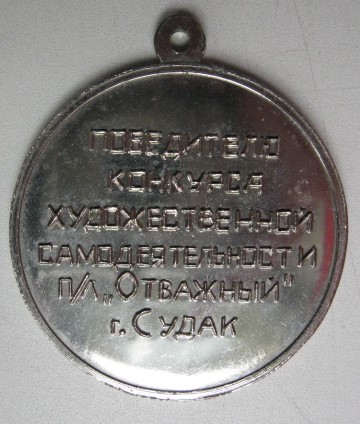 ПОБЕДИТЕЛЮ
КОНКУРСА
ХУДОЖЕСТВЕННОЙ
САМОДЕЯТЕЛЬНОСТИ
П/Л „ОТВАЖНЫЙ"
г. СУДАК